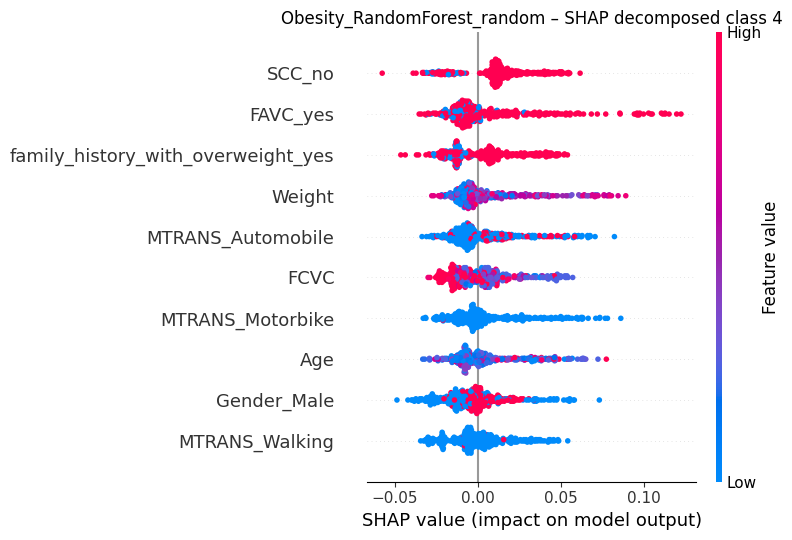 Obesity_RandomForest_random – SHAP decomposed class 4
High
SCC_no
FAVC_yes
family_history_with_overweight_yes
Weight
MTRANS_Automobile
FCVC
MTRANS_Motorbike
Age
Gender_Male
MTRANS_Walking
Feature value
Low
−0.05 0.00 0.05 0.10
SHAP value (impact on model output)